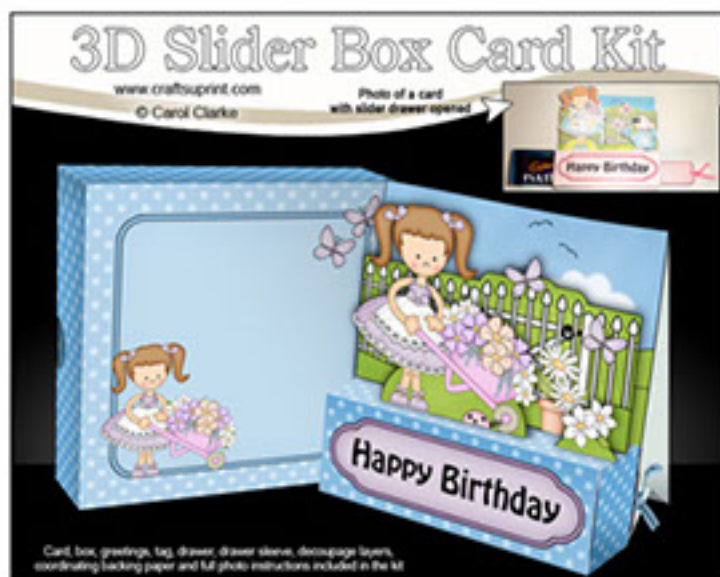 3D Slider Box Card Kit
www.craftsuprint.com
© Carol Clarke
Photo of a card
with slider drawer opened
Happy Birthday
Happy Birthday
Card, box, greetings, tag, drawer, drawer sleeve, decoupage layers,
coordinating backing paper and full photo instructions included in the kit